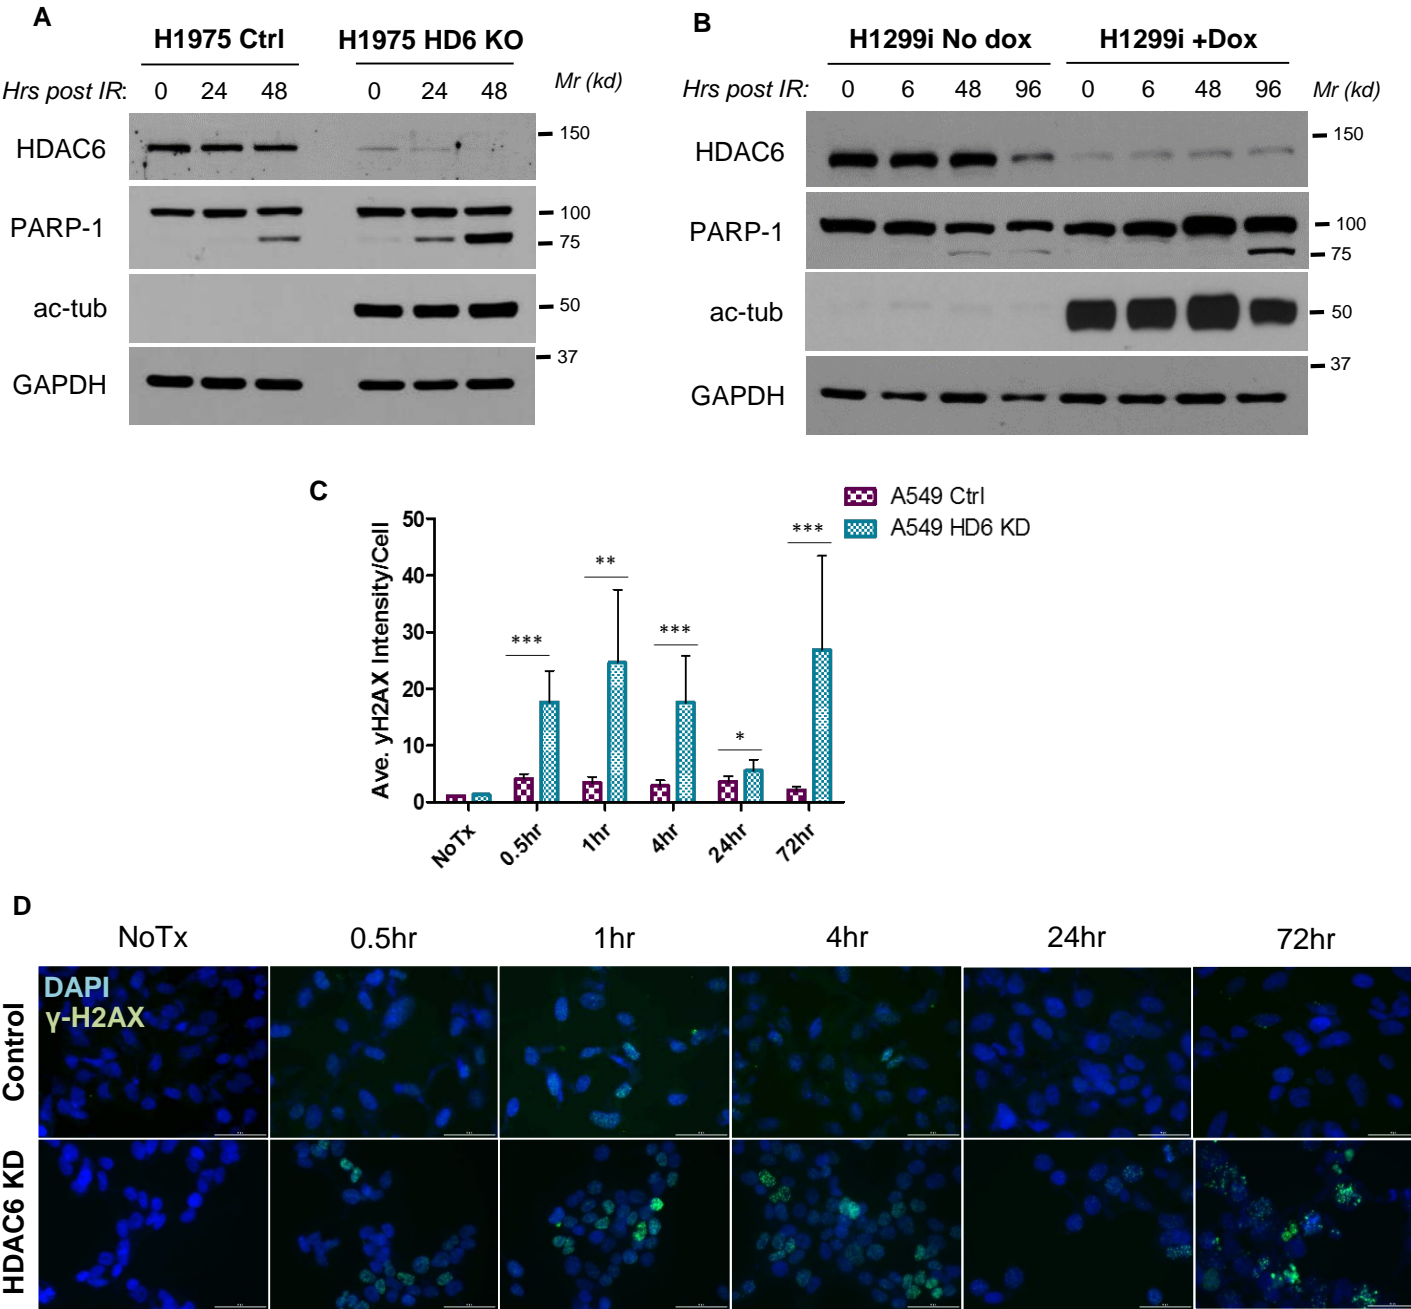 A
H1975 Ctrl H1975 HD6 KO
Hrs post IR: 0 24 48 0 24 48 Mr (kd)
HDAC6 150
PARP-1 100
75
ac-tub 50
37
GAPDH
B
H1299i No dox H1299i +Dox
Hrs post IR: 0 6 48 96 0 6 48 96 Mr (kd)
HDAC6 150
PARP-1 100
75
ac-tub 50
37
GAPDH
C
A549 Ctrl
A549 HD6 KD
Ave. yH2AX Intensity/Cell
50
40
30
20
10
0
*** ** *** * ***
NoTx 0.5hr 1hr 4hr 24hr 72hr
D
NoTx 0.5hr 1hr 4hr 24hr 72hr
Control
DAPI
γ-H2AX
HDAC6 KD